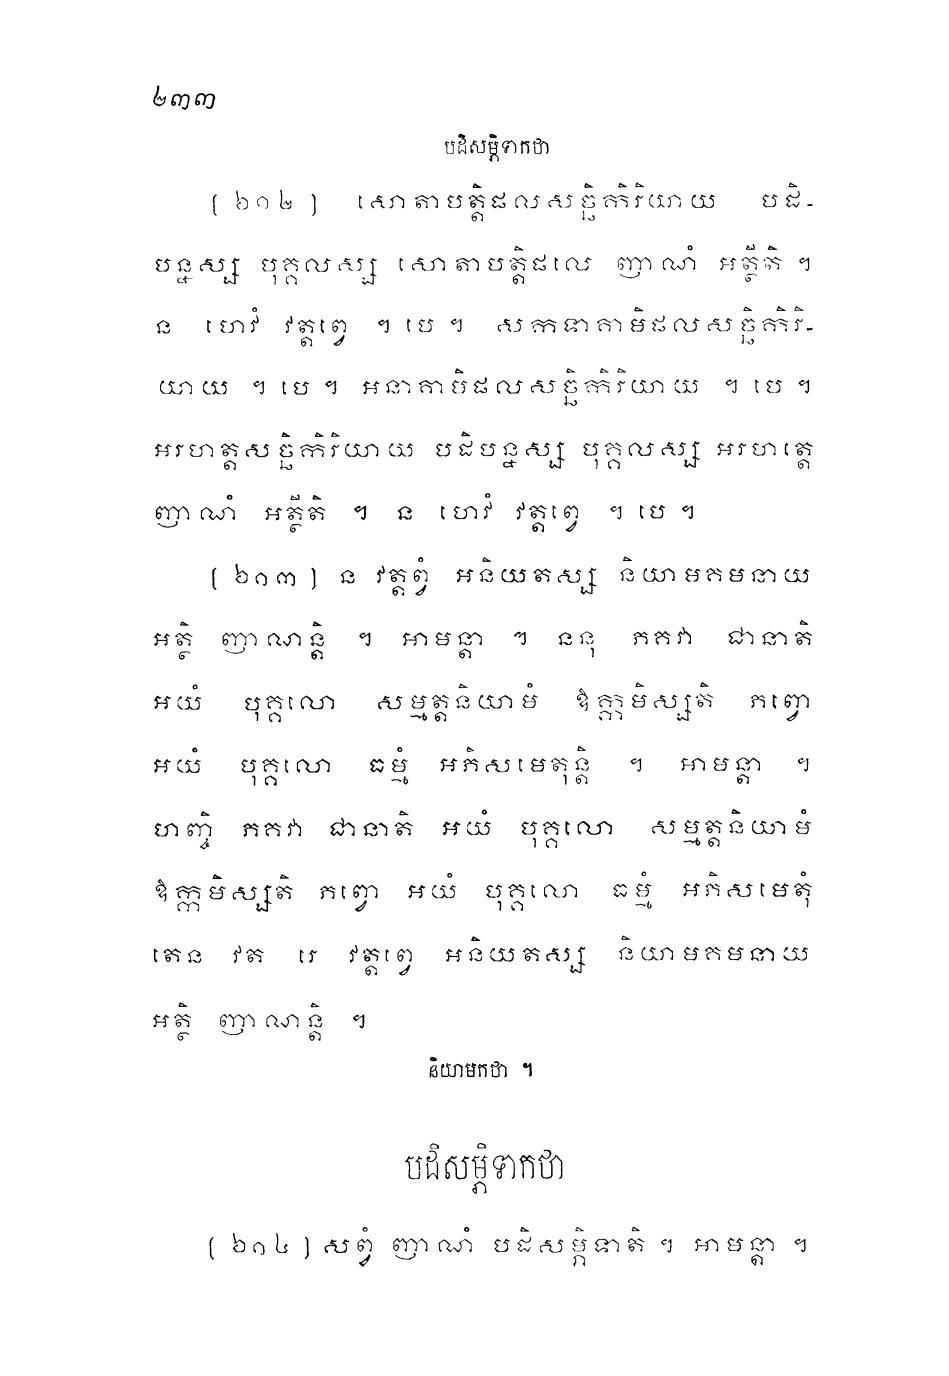 ២៣៣
បដិសម្ភិទាកថា
(៦១២) សោតាបត្តិផលសច្ឆិកិរិយាយ បដិ-
បន្នស្ស បុគ្គលស្ស សោតាបត្តិផលេ ញាណំ អត្ថីតិ ។
ន ហេវំ វត្តព្វេ ។ បេ ។ សកទាគាមិផលសច្ឆិកិរិ-
យាយ ។ បេ ។ អនាគាមិផលសច្ឆិកិរិយាយ ។ បេ ។
អរហត្តសច្ឆិកិរិយាយ បដិបន្នស្ស បុគ្គលស្ស អរហត្តេ
ញាណំ អត្ថីតិ ។ ន ហេវំ វត្តព្វេ ។ បេ ។
(៦១៣) ន វត្តព្វំ អនិយតស្ស និយាមគមនាយ
អត្ថិ ញាណន្តិ ។ អាមន្តា ។ ននុ ភគវា ជានាតិ
អយំ បុគ្គលោ សម្មត្តនិយាមំ ឱក្កមិស្សតិ ភព្វោ
អយំ បុគ្គលោ ធម្មំ អភិសមេតុន្តិ ។ អាមន្តា ។
ហញ្ចិ ភគវា ជានាតិ អយំ បុគ្គលោ សម្មត្តនិយាមំ
ឱក្កមិស្សតិ ភព្វោ អយំ បុគ្គលោ ធម្មំ អភិសមេតុំ
តេន វត រេ វត្តព្វេ អនិយតស្ស និយាមគមនាយ
អត្ថិ ញាណន្តិ ។
និយាមកថា ។
បដិសម្ភិទាកថា
(៦១៤) សព្វំ ញាណំ បដិសម្ភិទាតិ ។ អាមន្តា ។